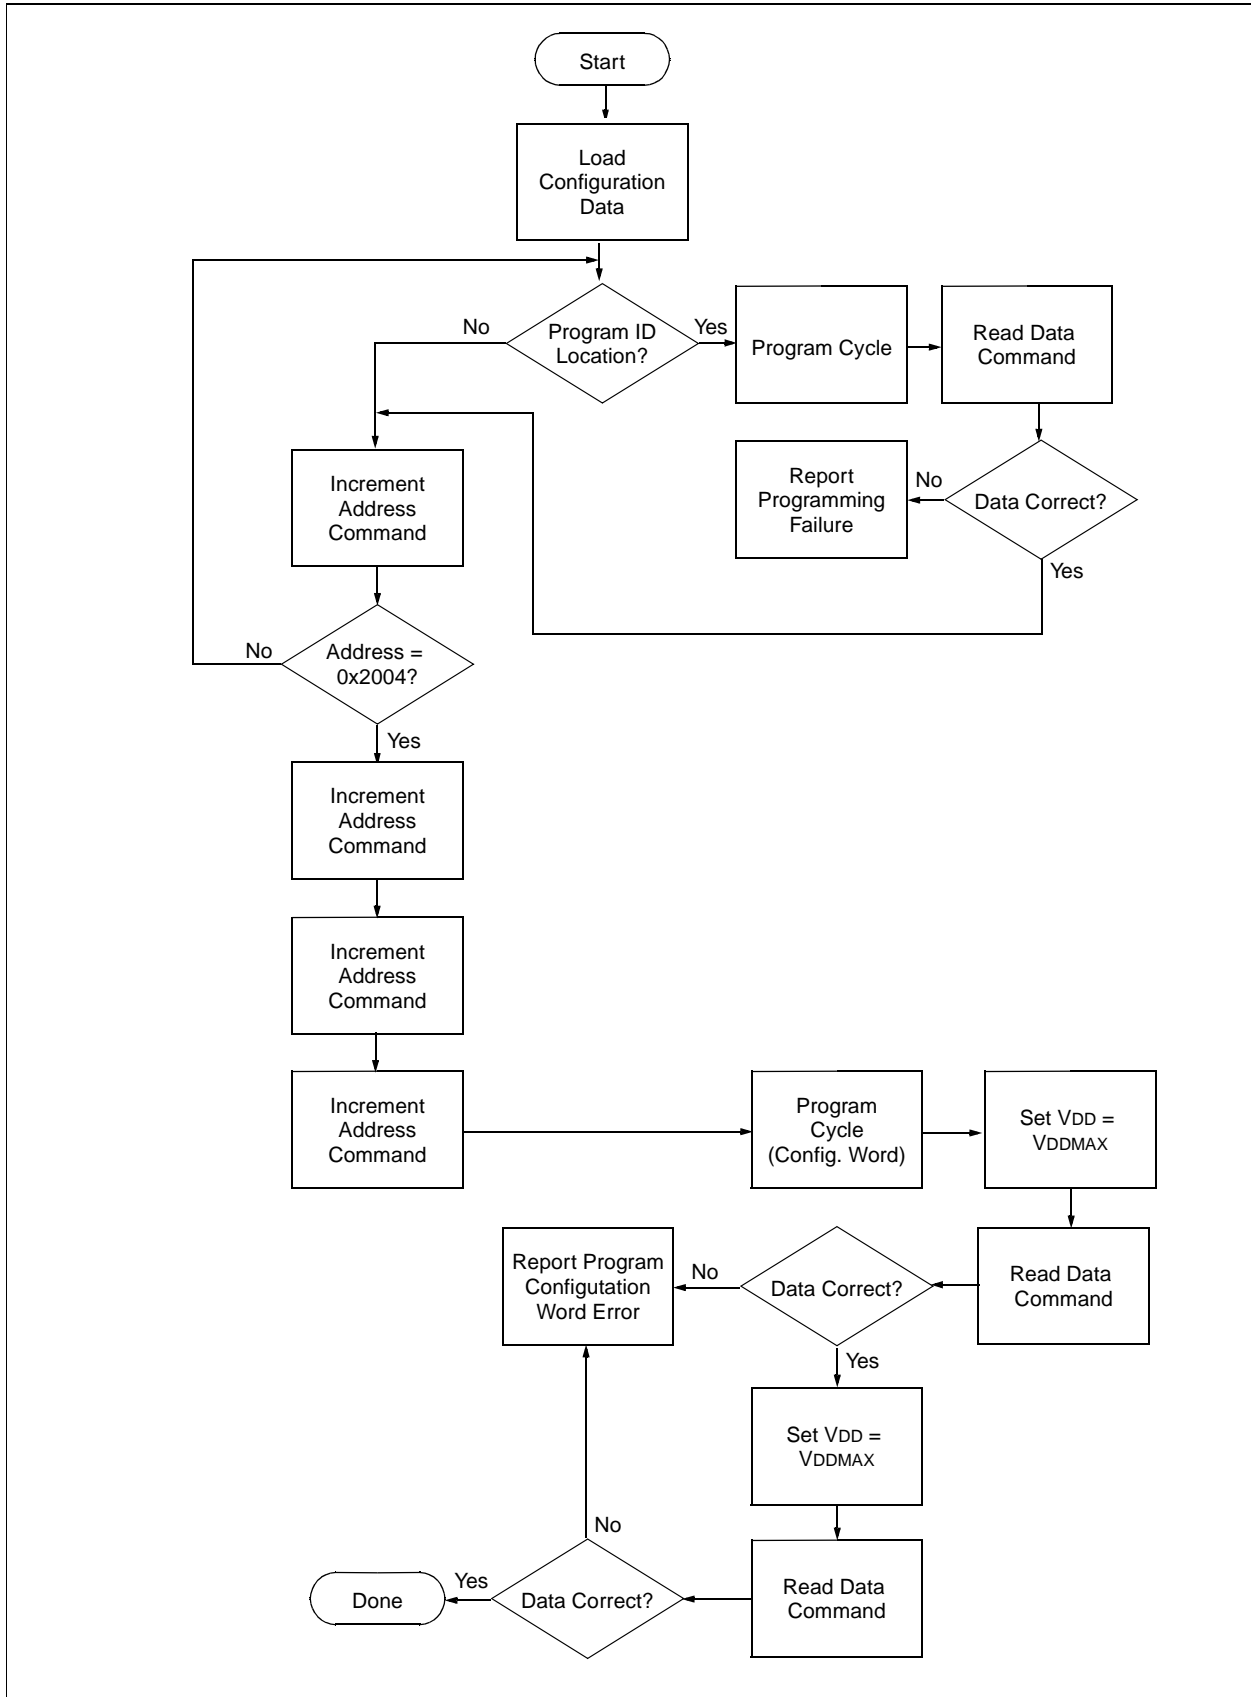 Start
Load
Configuration
Data
No
Program ID
Location?
Yes
Program Cycle
Read Data
Command
Report
Programming
Failure
No
Data Correct?
Yes
Increment
Address
Command
No
Address =
0x2004?
Yes
Increment
Address
Command
Increment
Address
Command
Increment
Address
Command
Program
Cycle
(Config. Word)
Set VDD =
VDDMAX
Report Program
Configutation
Word Error
No
Data Correct?
Read Data
Command
Yes
Set VDD =
VDDMAX
No
Done
Yes
Data Correct?
Read Data
Command